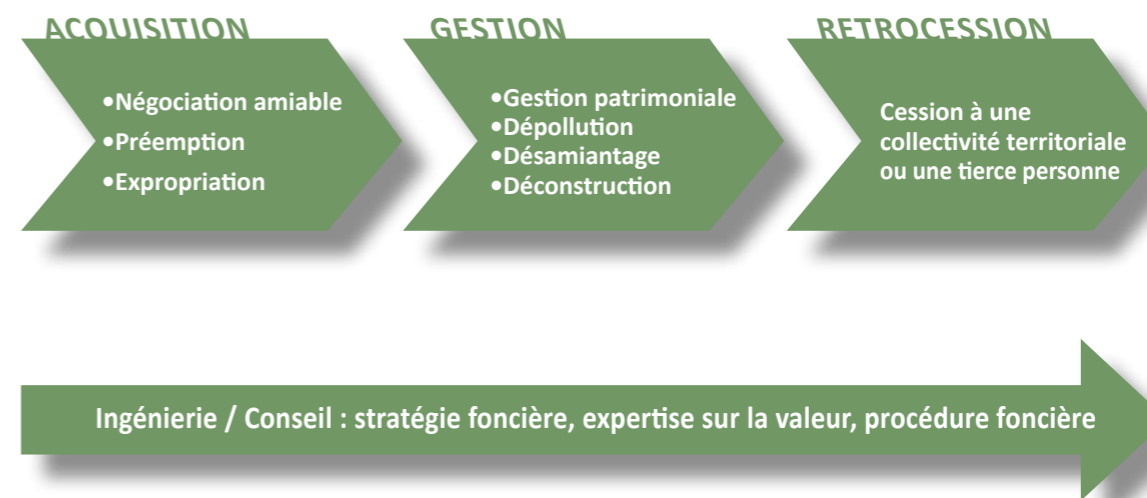 ACQUISITION
•Négociation amiable
•Préemption
•Expropriation
GESTION
•Gestion patrimoniale
•Dépollution
•Désamiantage
•Déconstruction
RETROCESSION
Cession à une
collectivité territoriale
ou une tierce personne
Ingénierie / Conseil : stratégie foncière, expertise sur la valeur, procédure foncière